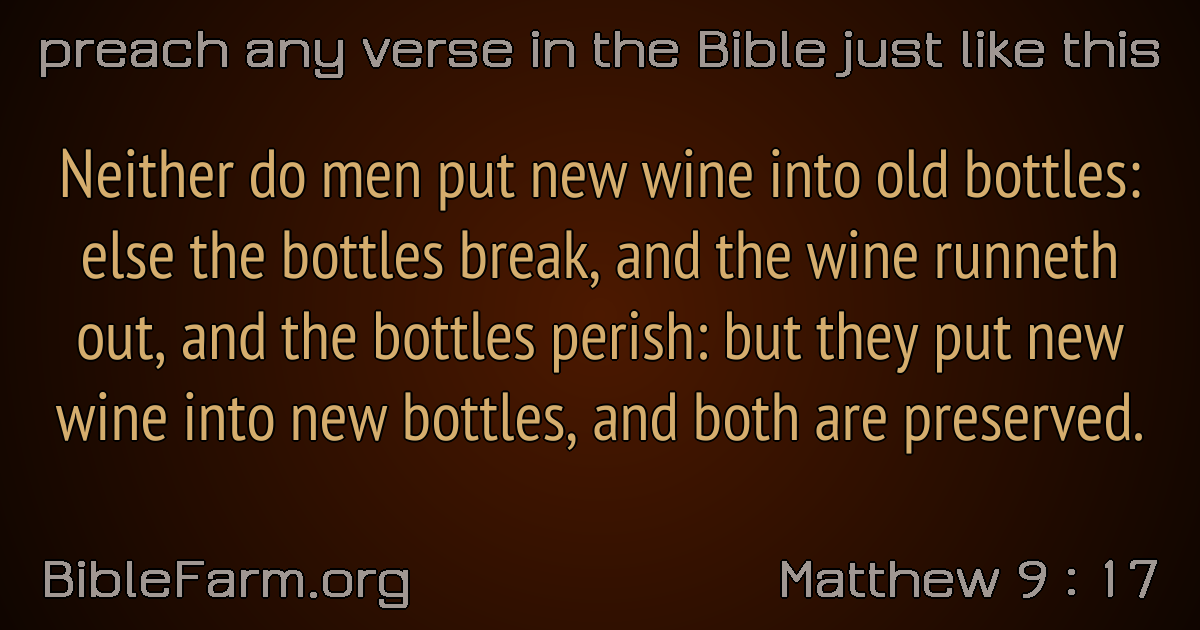 preach any verse in the Bible just like this
Neither do men put new wine into old bottles:
else the bottles break, and the wine runneth
out, and the bottles perish: but they put new
wine into new bottles, and both are preserved.
BibleFarm.org
Matthew 9 : 17